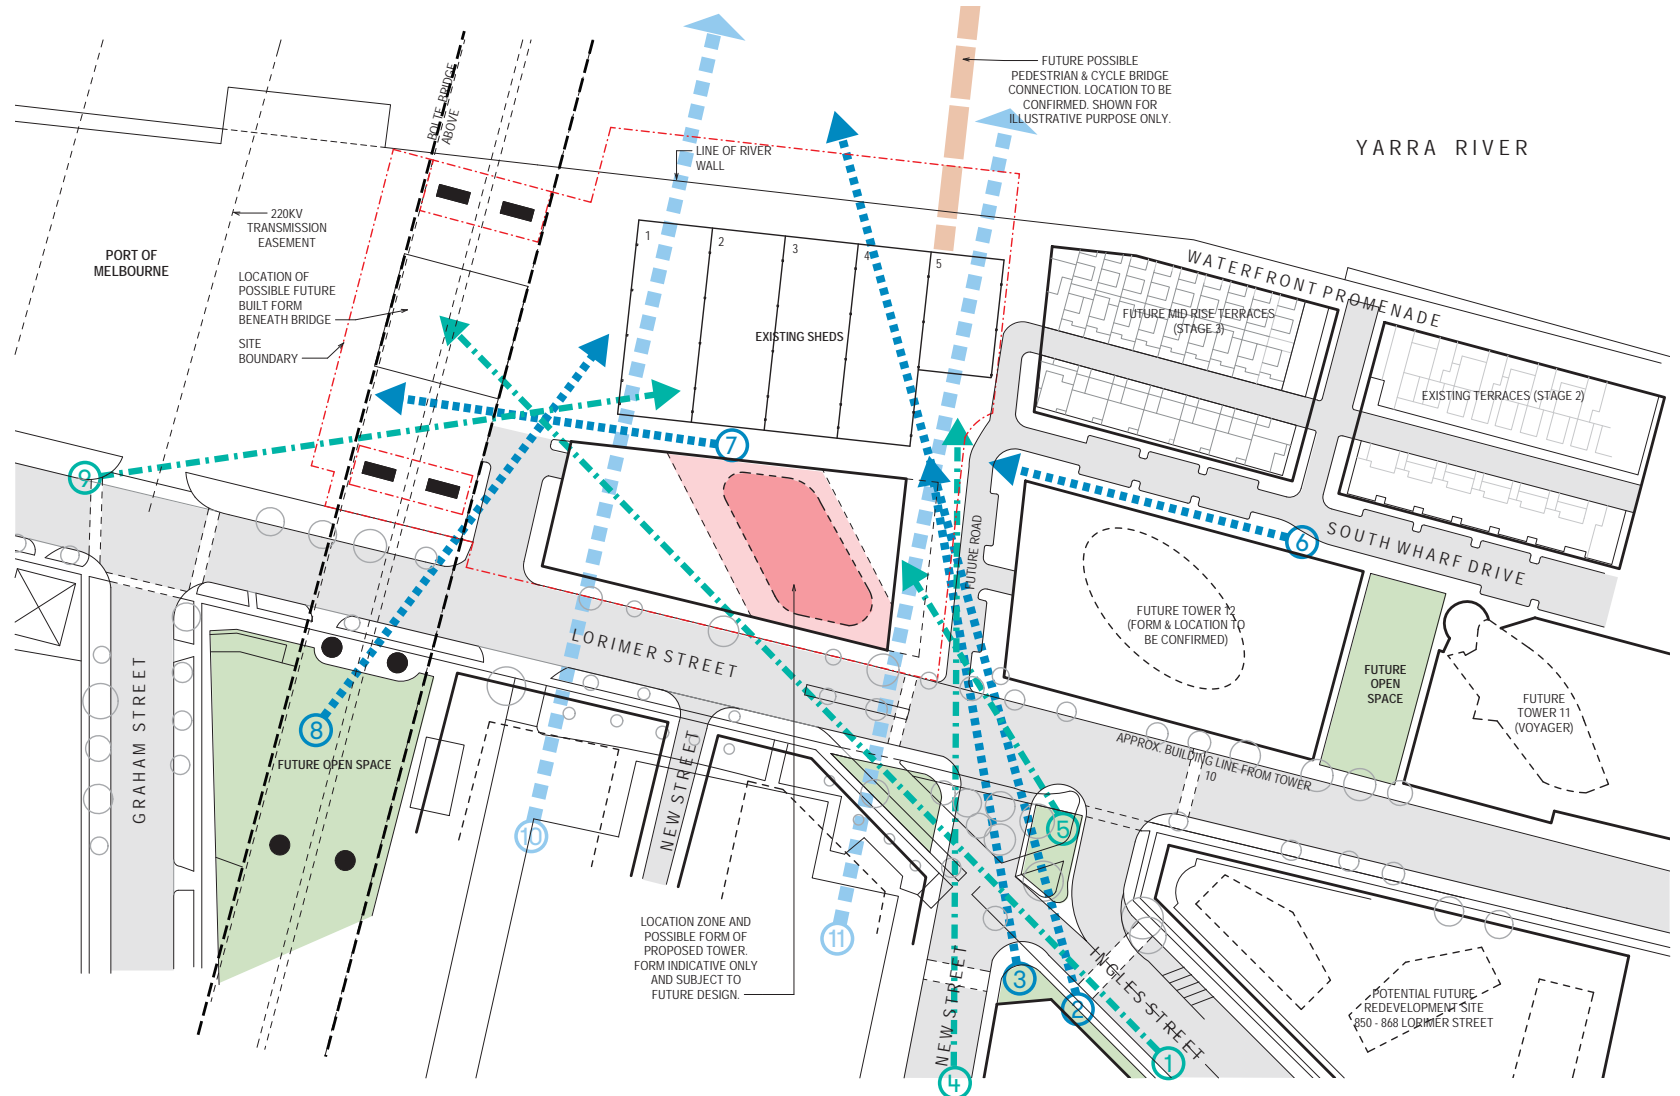 FUTURE POSSIBLE
PEDESTRIAN & CYCLE BRIDGE
CONNECTION. LOCATION TO BE
CONFIRMED. SHOWN FOR
ILLUSTRATIVE PURPOSE ONLY.
YARRA RIVER
BOLTE BRIDGE
ABOVE
LINE OF RIVER
WALL
220KV
TRANSMISSION
EASEMENT
PORT OF
MELBOURNE
LOCATION OF
POSSIBLE FUTURE
BUILT FORM
BENEATH BRIDGE
SITE
BOUNDARY
1
2
3
4
5
EXISTING SHEDS
WATERFRONT PROMENADE
FUTURE MID RISE TERRACES
(STAGE 3)
EXISTING TERRACES (STAGE 2)
7
9
6
SOUTH WHARF DRIVE
FUTURE ROAD
FUTURE TOWER 12
(FORM & LOCATION TO
BE CONFIRMED)
FUTURE
OPEN
SPACE
FUTURE
TOWER 11
(VOYAGER)
LORIMER STREET
GRAHAM STREET
8
FUTURE OPEN SPACE
NEW STREET
APPROX. BUILDING LINE FROM TOWER
10
10
5
11
LOCATION ZONE AND
POSSIBLE FORM OF
PROPOSED TOWER.
FORM INDICATIVE ONLY
AND SUBJECT TO
FUTURE DESIGN.
NEW STREET
INGLES STREET
3
2
1
4
POTENTIAL FUTURE
REDEVELOPMENT SITE
850 - 868 LORIMER STREET